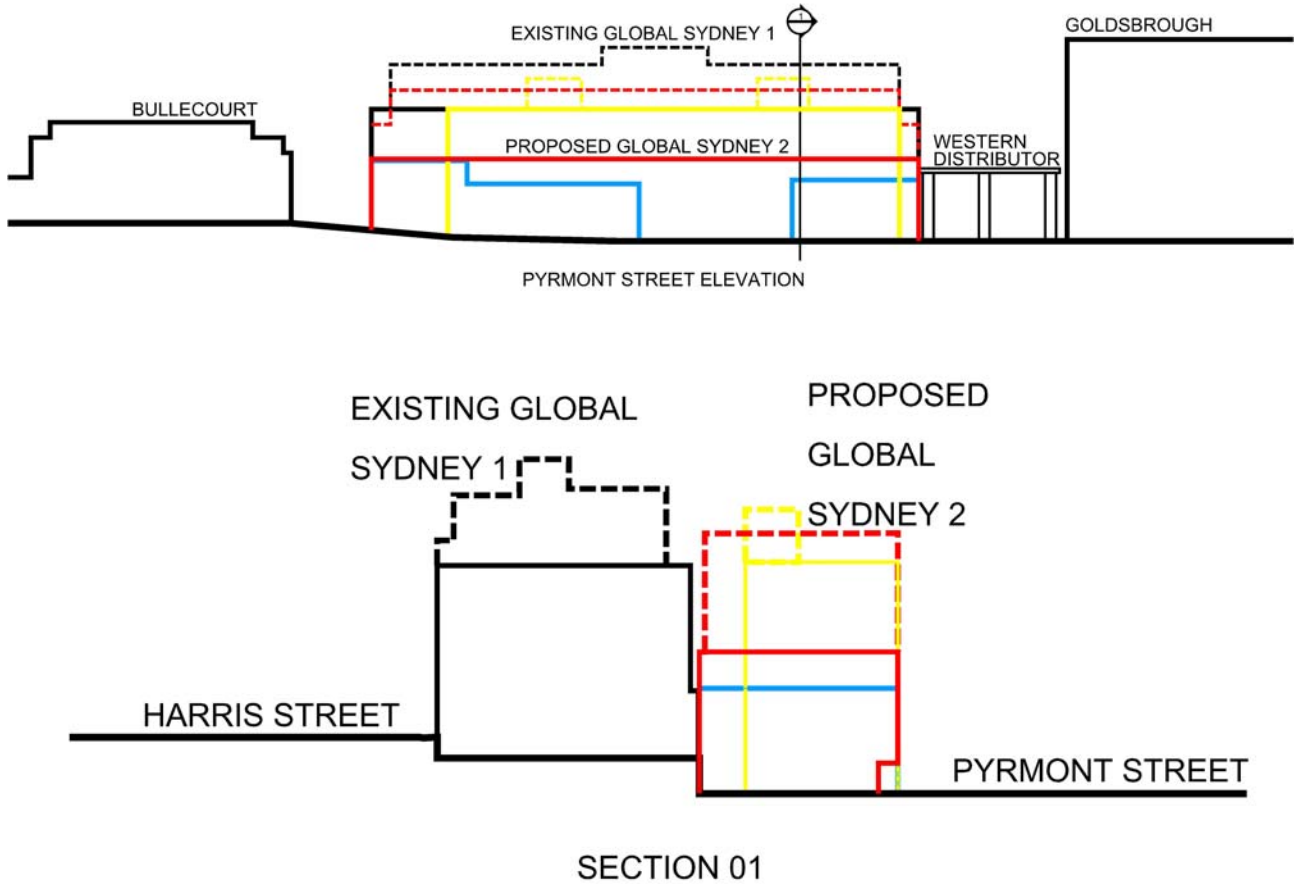 1
GOLDSBROUGH
EXISTING GLOBAL SYDNEY 1
BULLECOURT
PROPOSED GLOBAL SYDNEY 2
WESTERN
DISTRIBUTOR
PYRMONT STREET ELEVATION
EXISTING GLOBAL
SYDNEY 1
PROPOSED
GLOBAL
SYDNEY 2
HARRIS STREET
PYRMONT STREET
SECTION 01